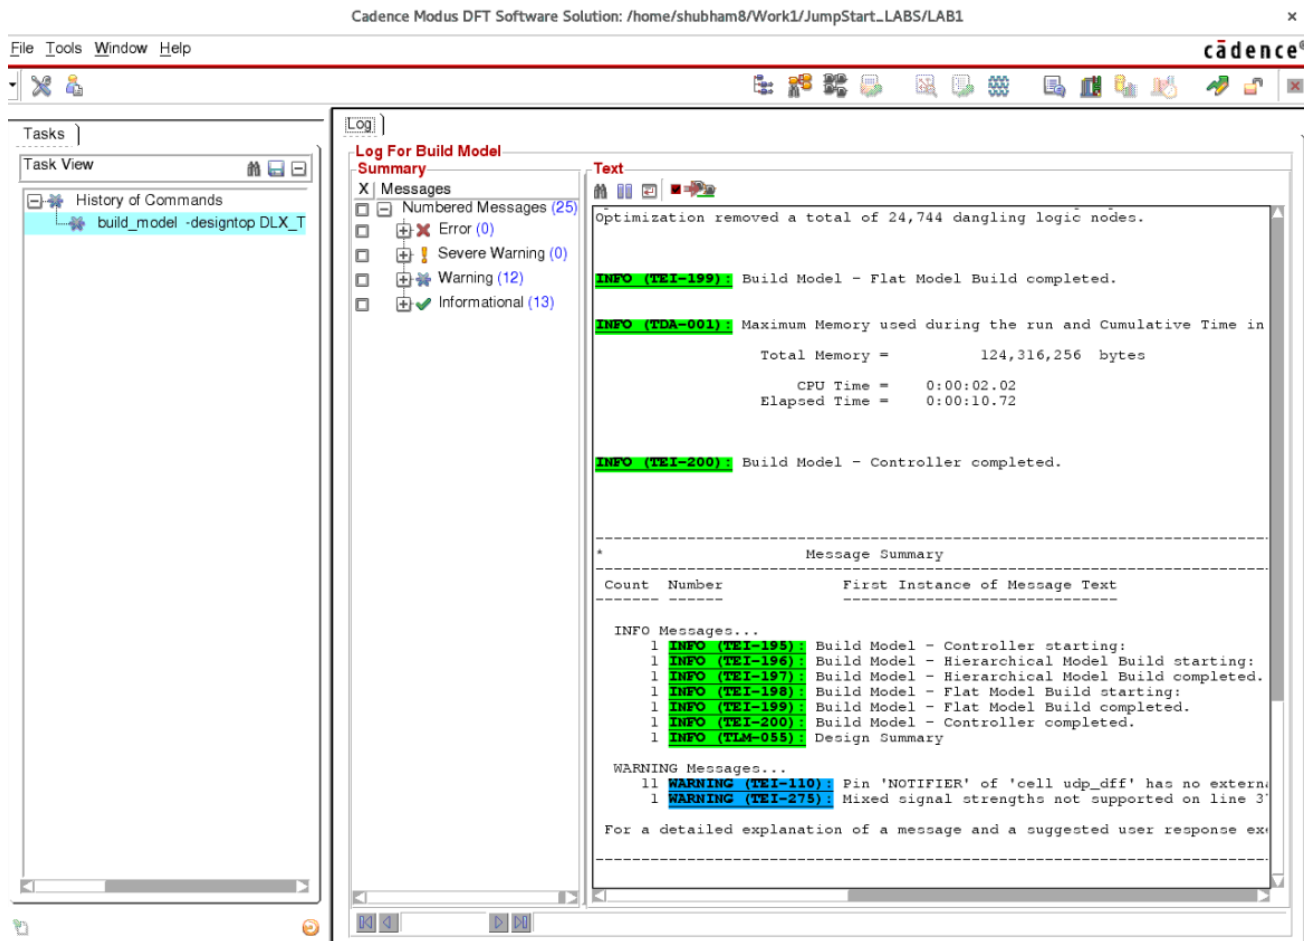 Cadence Modus DFT Software Solution: /home/shubham8/Work1/JumpStart_LABS/LAB1
File Tools Window Help
cādence®
Tasks
Task View
History of Commands
build_model -designtop DLX_T
Log
Log For Build Model
Summary
X Messages
Numbered Messages (25)
Error (0)
Severe Warning (0)
Warning (12)
Informational (13)
Text
Optimization removed a total of 24,744 dangling logic nodes.
INFO (TEI-199): Build Model - Flat Model Build completed.
INFO (TDA-001): Maximum Memory used during the run and Cumulative Time in
Total Memory = 124,316,256 bytes
CPU Time = 0:00:02.02
Elapsed Time = 0:00:10.72
INFO (TEI-200): Build Model - Controller completed.
--------------------------------------------------------------------------
* Message Summary
--------------------------------------------------------------------------
Count Number First Instance of Message Text
------- ------ ------------------------------
INFO Messages...
1 INFO (TEI-195): Build Model - Controller starting:
1 INFO (TEI-196): Build Model - Hierarchical Model Build starting:
1 INFO (TEI-197): Build Model - Hierarchical Model Build completed.
1 INFO (TEI-198): Build Model - Flat Model Build starting:
1 INFO (TEI-199): Build Model - Flat Model Build completed.
1 INFO (TEI-200): Build Model - Controller completed.
1 INFO (TLM-055): Design Summary
WARNING Messages...
11 WARNING (TEI-110): Pin 'NOTIFIER' of 'cell udp_dff' has no externa
1 WARNING (TEI-275): Mixed signal strengths not supported on line 3
For a detailed explanation of a message and a suggested user response exe
--------------------------------------------------------------------------